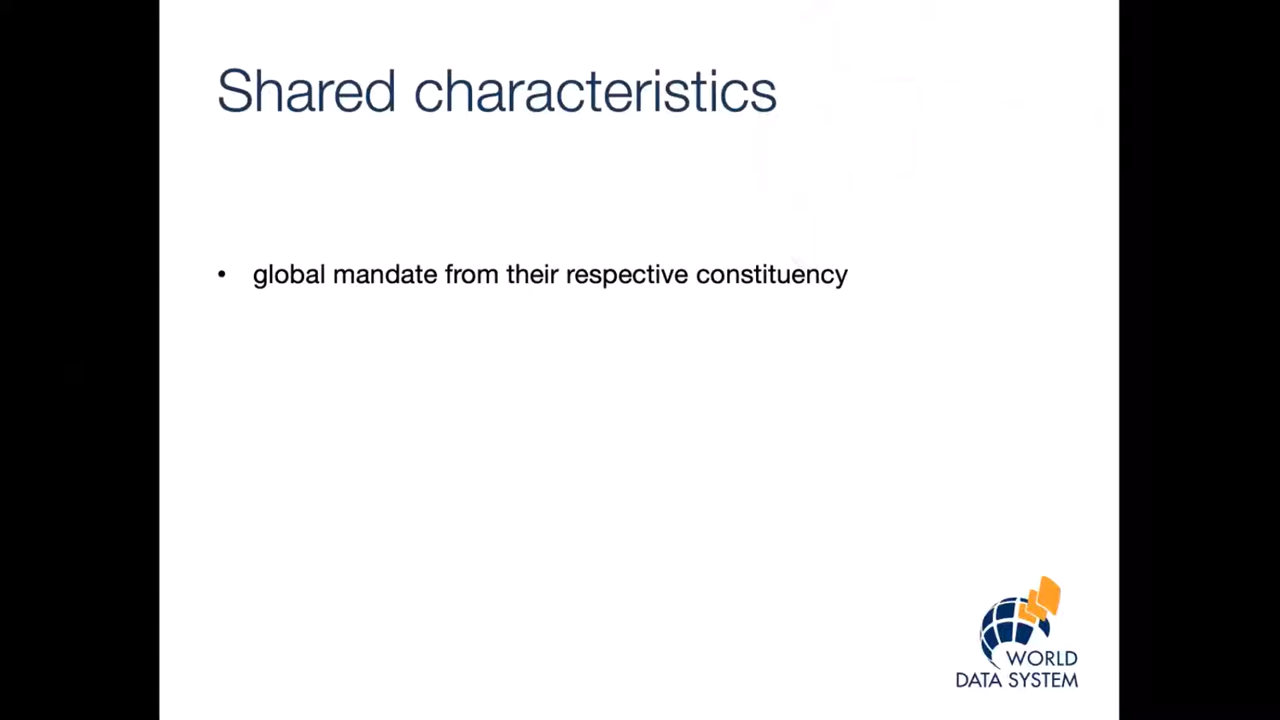 Shared characteristics
• global mandate from their respective constituency
WORLD
DATA SYSTEM